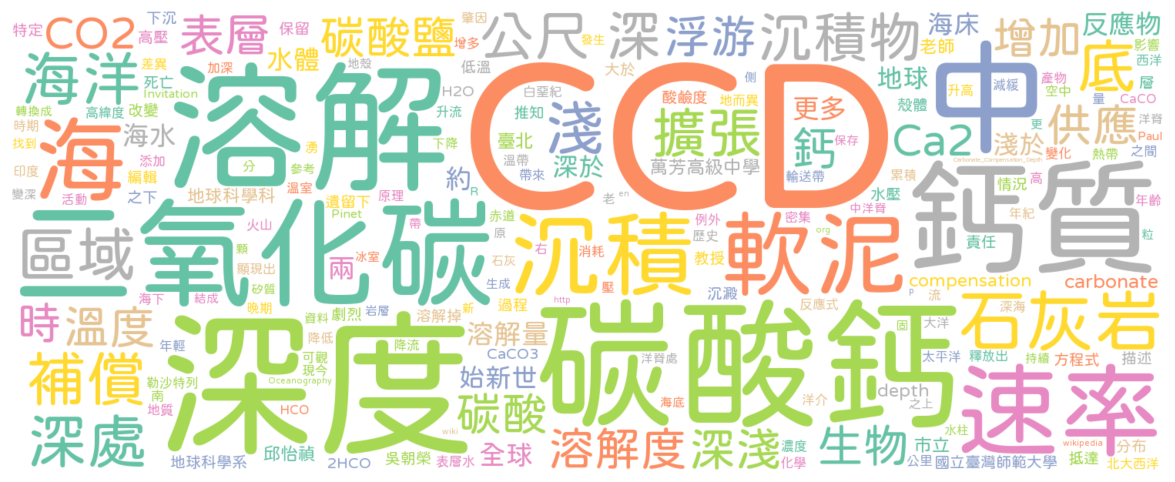 特定
CO2
下沉
高壓
表層
肇因
保留
碳酸鹽
增多
公尺
發生
深
浮游
沉積物
海床
老師
增加
反應物
影響
海洋
差異
死亡
Invitation
加深
水體
地殼
低溫
H2O
大於
白堊紀
升流
推知
CCD
淺
酸鹼度
地而異
擴張
側
更多
鈣
保存
地球
殼體
升高
減緩
中
產物
空中
底
西洋
層
量
CaCO
轉換成
高緯度
改變
時期
找到
海
海水
添加
編輯
印度
變深
活動
之下
溶解
分
湧
參考
溫室
地球科學科
下降
溫帶
帶來
臺北
深於
約
R
萬芳高級中學
輸送帶
水壓
Ca2
累積
Carbonate_Compensation_Depth
淺於
更
供應
洋脊
Paul
之間
變化
熱帶
情況
高
年齡
年紀
區域
火山
二氧化碳
遺留下
Pinet
原理
顆
顯現出
矽質
兩
帶
冰室
赤道
原
石灰
生成
老
en
沉積
例外
右
消耗
歷史
教授
壓
密集
org
中洋脊
軟泥
鈣質
責任
粒
時
溫度
海下
結成
晚期
資料
劇烈
岩層
過程
新
溶解掉
http
沉澱
反應式
compensation
P
流
carbonate
深海
石灰岩
補償
年輕
降低
可觀
現今
降流
Oceanography
溶解量
CaCO3
洋脊處
固
大洋
太平洋
釋放出
持續
方程式
描述
勒沙特列
南
地質
HCO
深度
始新世
碳酸
wiki
碳酸鈣
海底
洋介
depth
之上
速率
深處
地球科學系
邱怡禎
2HCO
吳朝榮
表層水
全球
溶解度
深淺
濃度
化學
生物
水柱
市立
公里
國立臺灣師範大學
wikipedia
抵達
分布
北大西洋